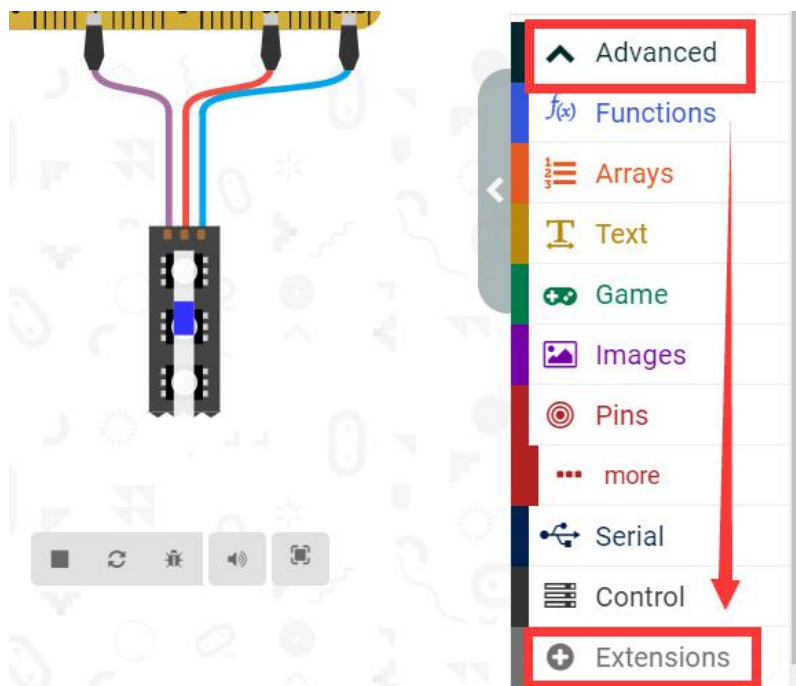 Advanced
f(x) Functions
Arrays
Text
Game
Images
Pins
more
Serial
Control
Extensions